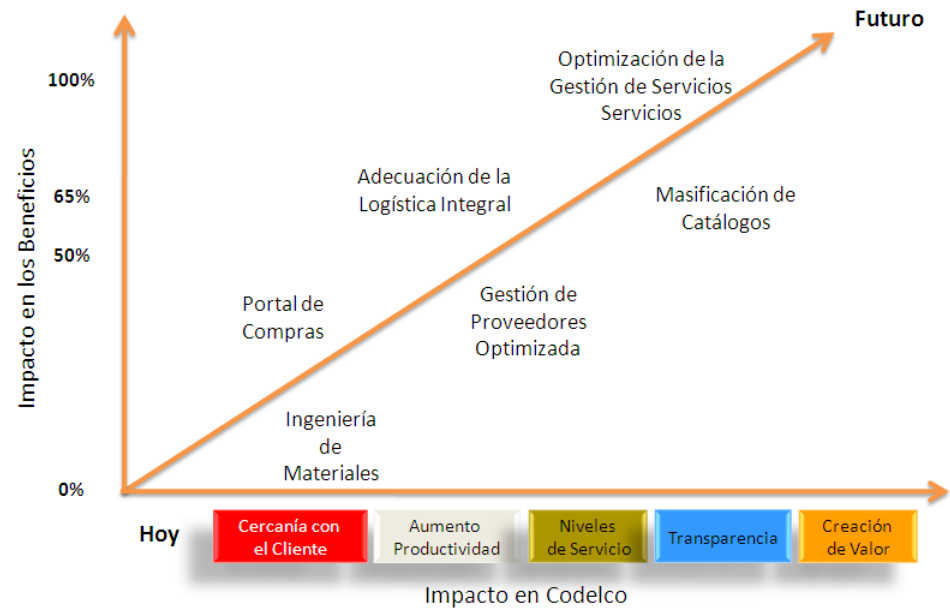 Futuro
Optimización de la
Gestión de Servicios
Servicios
100%
Adecuación de la
Logística Integral
65%
Masificación de
Catálogos
50%
Impacto en los Beneficios
Gestión de
Proveedores
Optimizada
Portal de
Compras
Ingeniería
de
Materiales
0%
Hoy
Cercanía con
el Cliente
Aumento
Productividad
Niveles
de Servicio
Transparencia
Creación
de Valor
Impacto en Codelco